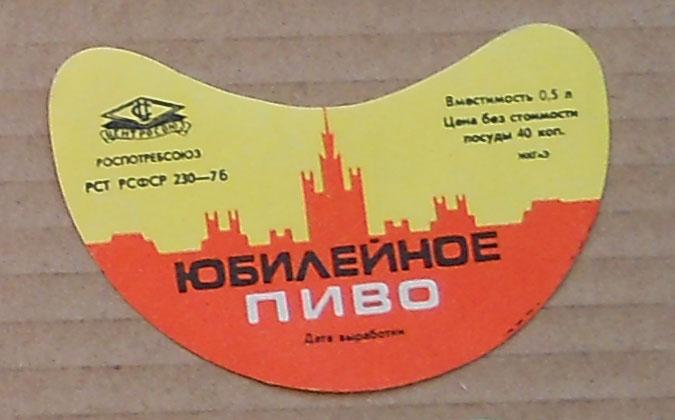 ЦЕНТРОСОЮЗ
РОСПОТРЕБСОЮЗ
РСТ РСФСР 230—76
Вместимость 0,5 л
Цена без стоимости
посуды 40 коп.
ЮБИЛЕЙНОЕ
ПИВО
Дата выработки